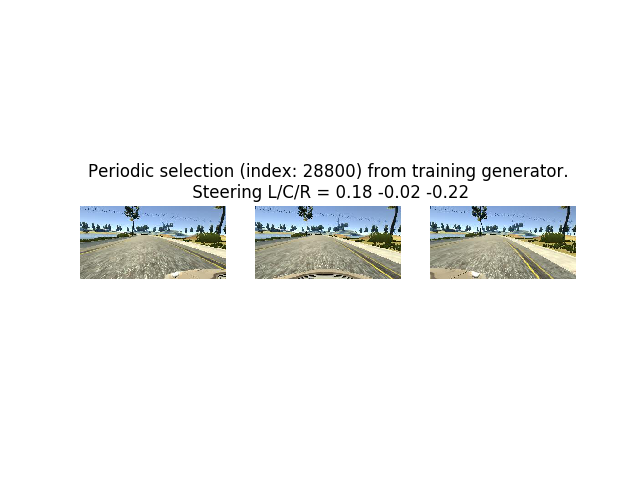 Periodic selection (index: 28800) from training generator.
Steering L/C/R = 0.18 -0.02 -0.22